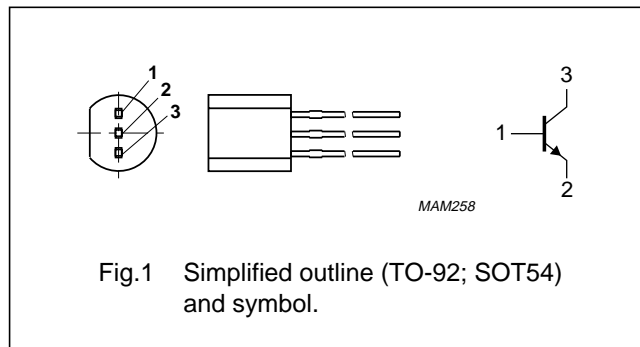 1
2
3
3
1
2
MAM258
Fig.1 Simplified outline (TO-92; SOT54)
and symbol.